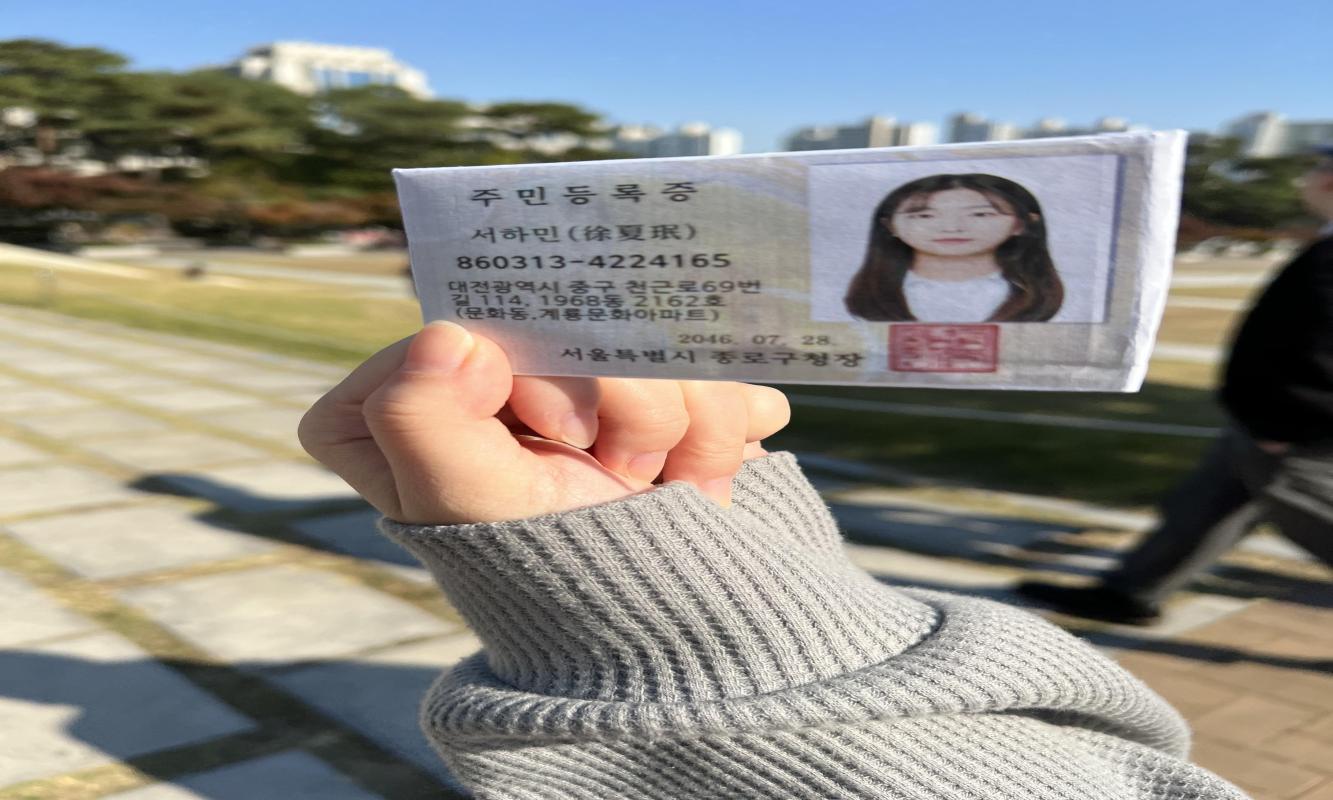 주민등록증
서하민(徐夏珉)
860313-4224165
대전광역시 중구 천근로69번
길 114, 1968동 2162호
(문화동,계룡문화아파트)
2046. 07. 28.
서울특별시 종로구청장